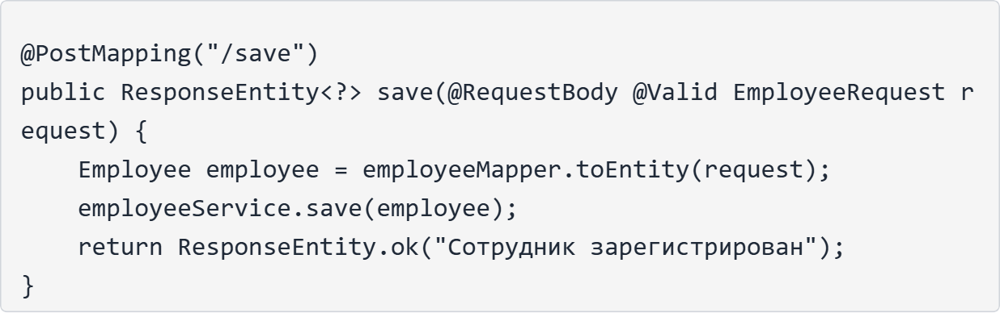 @PostMapping("/save")
public ResponseEntity<?> save(@RequestBody @Valid EmployeeRequest r
equest) {
    Employee employee = employeeMapper.toEntity(request);
    employeeService.save(employee);
    return ResponseEntity.ok("Сотрудник зарегистрирован");
}